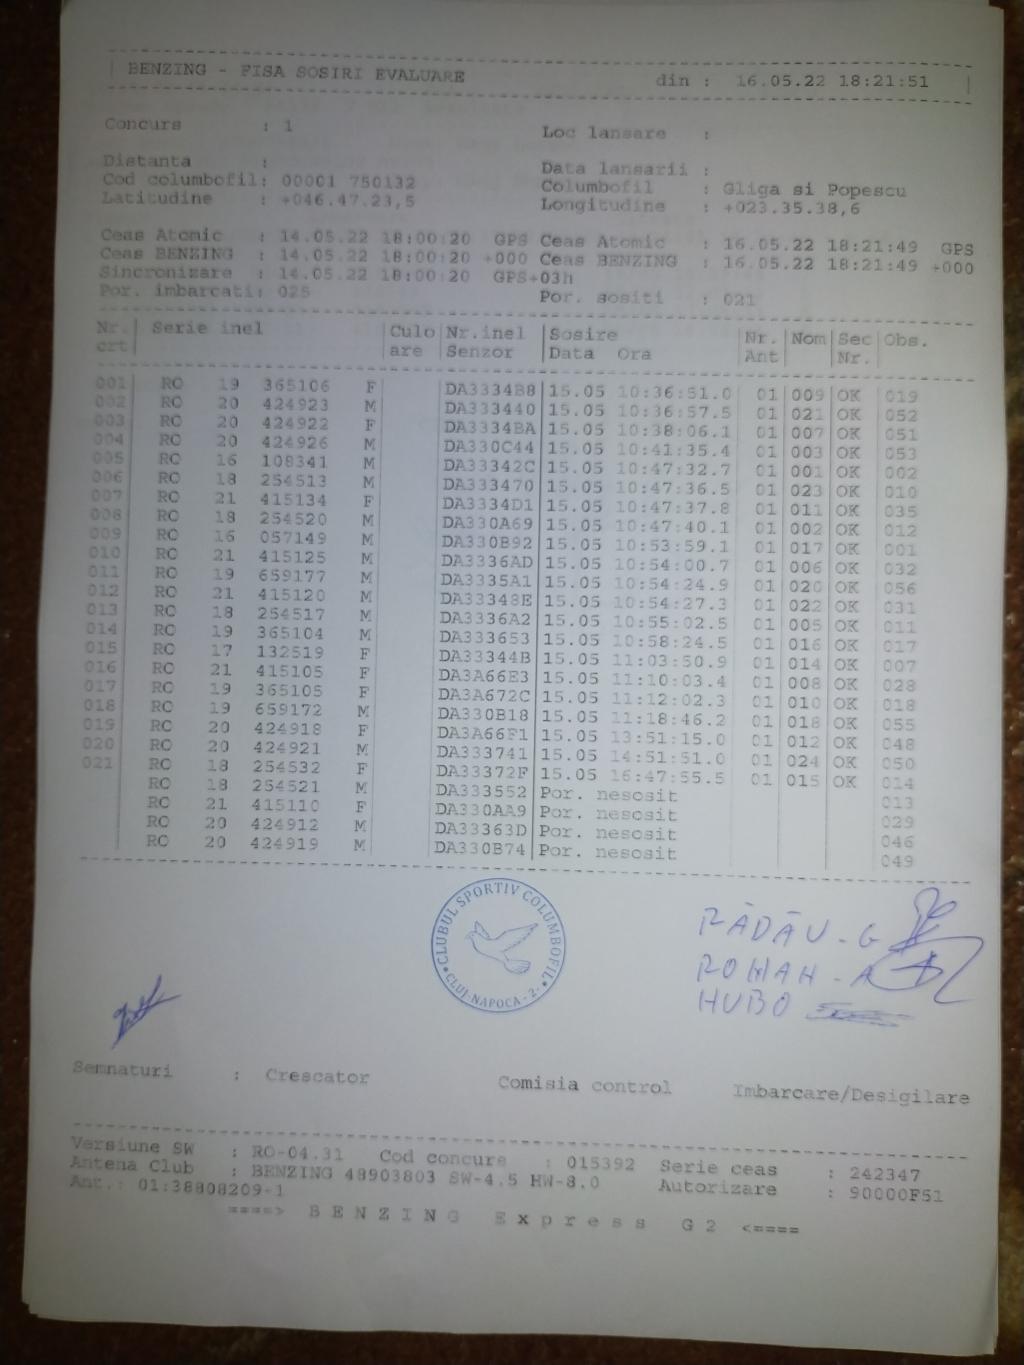 BENZING - FISA SOSIRI EVALUARE din : 16.05.22 18:21:51
Concurs : 1 Loc lansare :
Distanta : Data lansarii :
Cod columbofil: 00001 750132 Columbofil : Gliga si Popescu
Latitudine : +046.47.23,5 Longitudine : +023.35.38,6
Ceas Atomic : 14.05.22 18:00:20 GPS Ceas Atomic : 16.05.22 18:21:49 GPS
Ceas BENZING : 14.05.22 18:00:20 +000 Ceas BENZING : 16.05.22 18:21:49 +000
Sincronizare : 14.05.22 18:00:20 GPS+03h
Por. imbarcati: 025 Por. sositi : 021
Nr. Serie inel Culo Nr.inel Sosire Nr. Nom Sec Obs.
crt are Senzor Data Ora Ant Nr.
001 RO 19 365106 F DA3334B8 15.05 10:36:51.0 01 009 OK 019
002 RO 20 424923 M DA333440 15.05 10:36:57.5 01 021 OK 052
003 RO 20 424922 F DA3334BA 15.05 10:38:06.1 01 007 OK 051
004 RO 20 424926 M DA330C44 15.05 10:41:35.4 01 003 OK 053
005 RO 16 108341 M DA33342C 15.05 10:47:32.7 01 001 OK 002
006 RO 18 254513 M DA333470 15.05 10:47:36.5 01 023 OK 010
007 RO 21 415134 F DA3334D1 15.05 10:47:37.8 01 011 OK 035
008 RO 18 254520 M DA330A69 15.05 10:47:40.1 01 002 OK 012
009 RO 16 057149 M DA330B92 15.05 10:53:59.1 01 017 OK 001
010 RO 21 415125 M DA3336AD 15.05 10:54:00.7 01 006 OK 032
011 RO 19 659177 M DA3335A1 15.05 10:54:24.9 01 020 OK 056
012 RO 21 415120 M DA33348E 15.05 10:54:27.3 01 022 OK 031
013 RO 18 254517 M DA3336A2 15.05 10:55:02.5 01 005 OK 011
014 RO 19 365104 M DA333653 15.05 10:58:24.5 01 016 OK 017
015 RO 17 132519 F DA33344B 15.05 11:03:50.9 01 014 OK 007
016 RO 21 415105 F DA3A66E3 15.05 11:10:03.4 01 008 OK 028
017 RO 19 365105 F DA3A672C 15.05 11:12:02.3 01 010 OK 018
018 RO 19 659172 M DA330B18 15.05 11:18:46.2 01 018 OK 055
019 RO 20 424918 F DA3A66F1 15.05 13:51:15.0 01 012 OK 048
020 RO 20 424921 M DA333741 15.05 14:51:51.0 01 024 OK 050
021 RO 18 254532 F DA33372F 15.05 16:47:55.5 01 015 OK 014
RO 18 254521 M DA333552 Por. nesosit 013
RO 21 415110 F DA330AA9 Por. nesosit 029
RO 20 424912 M DA33363D Por. nesosit 046
RO 20 424919 M DA330B74 Por. nesosit 049
CLUBUL SPORTIV COLUMBOFIL
CLUJ-NAPOCA -2-
RĂDĂU - G
ROMAN - A
HUBO
Semnaturi : Crescator Comisia control Imbarcare/Desigilare
Versiune SW : RO-04.31 Cod concurs : 015392 Serie ceas : 242347
Antena Club : BENZING 48903803 SW-4.5 HW-8.0 Autorizare : 90000F51
Ant.: 01:38808209-1
====> BENZING Express G2 <====